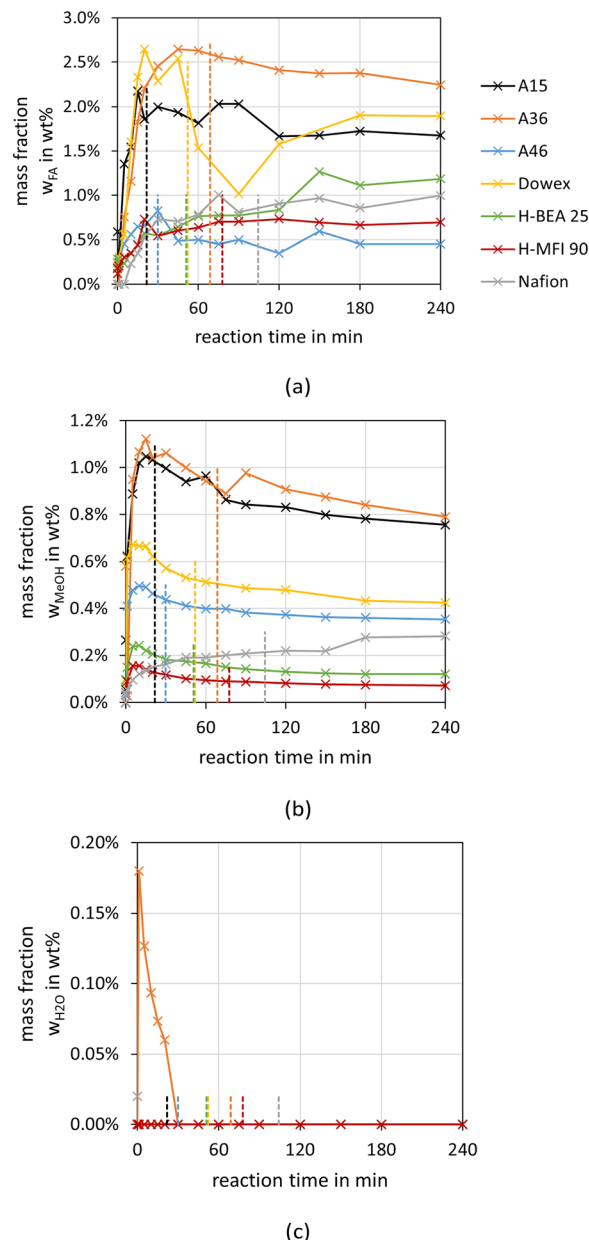 3.0%
2.5%
2.0%
1.5%
1.0%
0.5%
0.0%
mass fraction
w_FA in wt%
0 60 120 180 240
reaction time in min
A15
A36
A46
Dowex
H-BEA 25
H-MFI 90
Nafion
(a)
1.2%
1.0%
0.8%
0.6%
0.4%
0.2%
0.0%
mass fraction
w_MeOH in wt%
0 60 120 180 240
reaction time in min
(b)
0.20%
0.15%
0.10%
0.05%
0.00%
mass fraction
w_H2O in wt%
0 60 120 180 240
reaction time in min
(c)